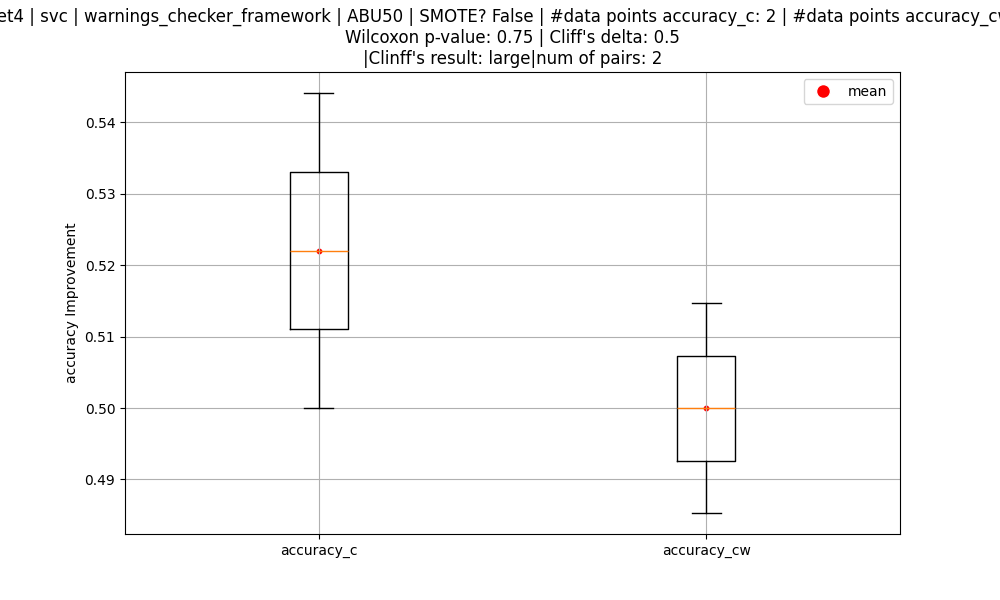 | svc | warnings_checker_framework | ABU50 | SMOTE? False | #data points accuracy_c: 2 | #data points
Wilcoxon p-value: 0.75 | Cliff's delta: 0.5
|Clinff's result: large|num of pairs: 2
mean
0.54
0.53
0.52
0.51
0.50
0.49
accuracy Improvement
accuracy_c
accuracy_cw